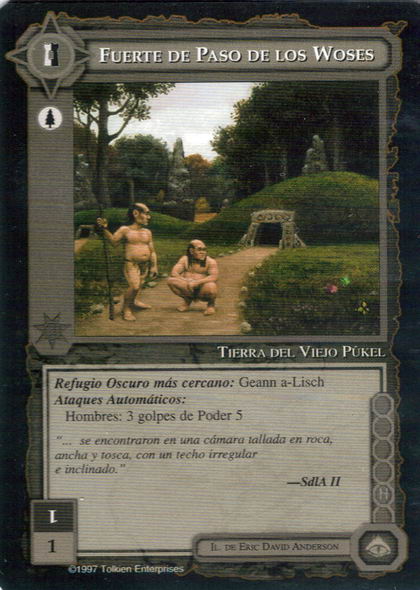 FUERTE DE PASO DE LOS WOSES
TIERRA DEL VIEJO PÚKEL
Refugio Oscuro más cercano: Geann a-Lisch
Ataques Automáticos:
Hombres: 3 golpes de Poder 5
“... se encontraron en una cámara tallada en roca,
ancha y tosca, con un techo irregular
e inclinado.”
—SdlA II
1
1
IL. DE ERIC DAVID ANDERSON
©1997 Tolkien Enterprises